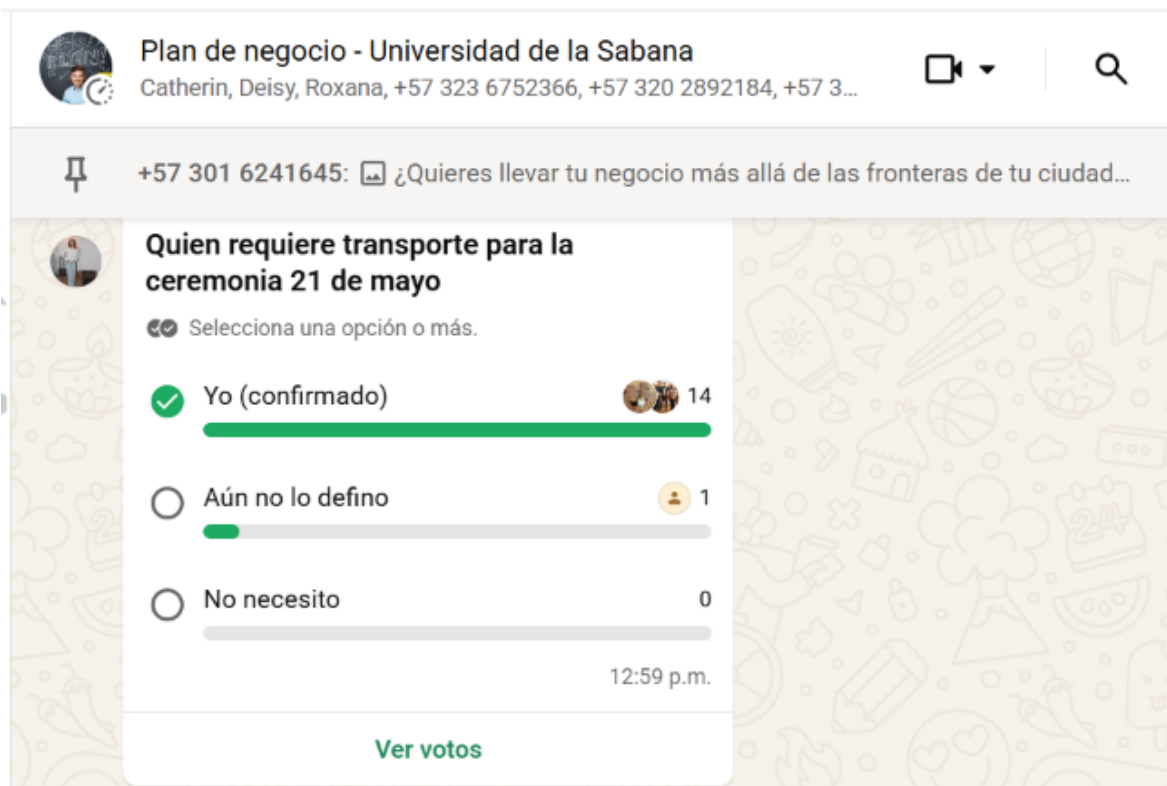 Plan de negocio - Universidad de la Sabana
Catherin, Deisy, Roxana, +57 323 6752366, +57 320 2892184, +57 3...
+57 301 6241645: ¿Quieres llevar tu negocio más allá de las fronteras de tu ciudad...
Quien requiere transporte para la
ceremonia 21 de mayo
Selecciona una opción o más.
Yo (confirmado) 14
Aún no lo defino 1
No necesito 0
12:59 p.m.
Ver votos